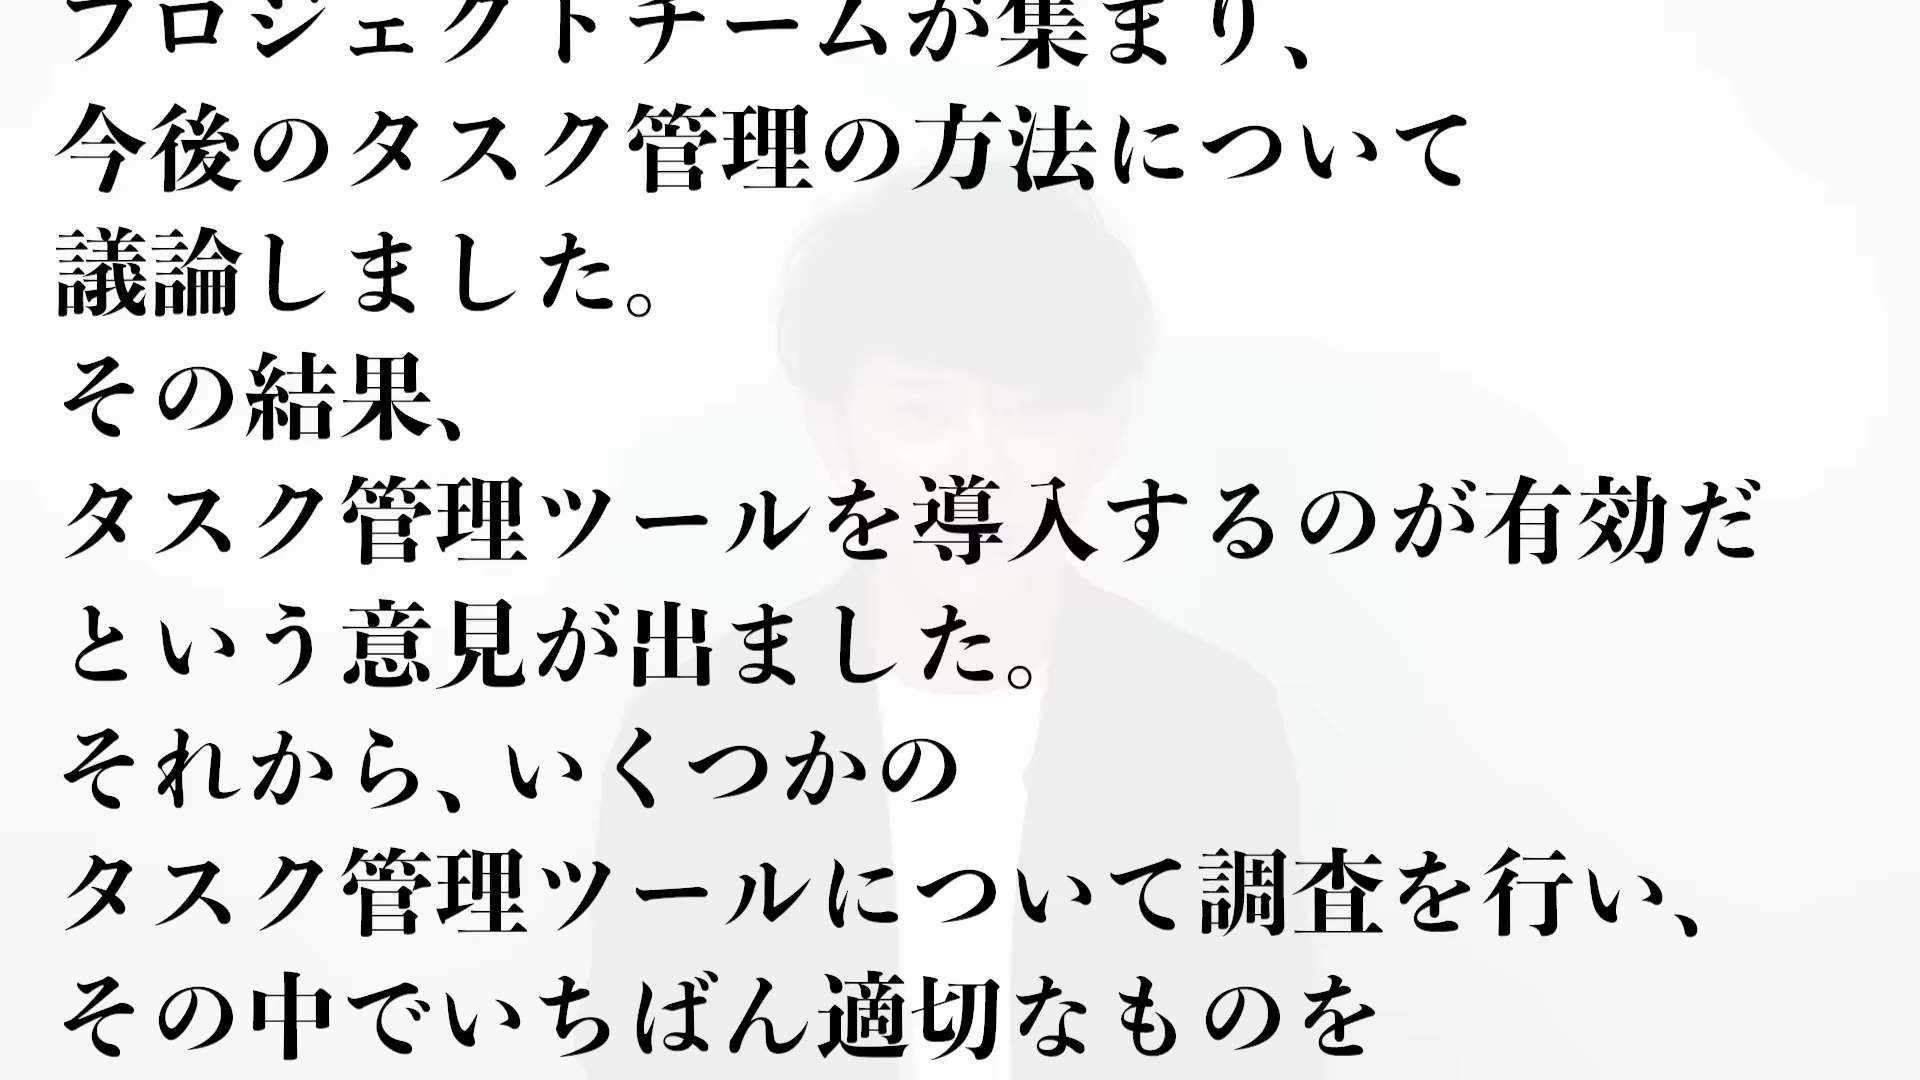 プロジェクトチームが集まり、
今後のタスク管理の方法について
議論しました。
その結果、
タスク管理ツールを導入するのが有効だ
という意見が出ました。
それから、いくつかの
タスク管理ツールについて調査を行い、
その中でいちばん適切なものを